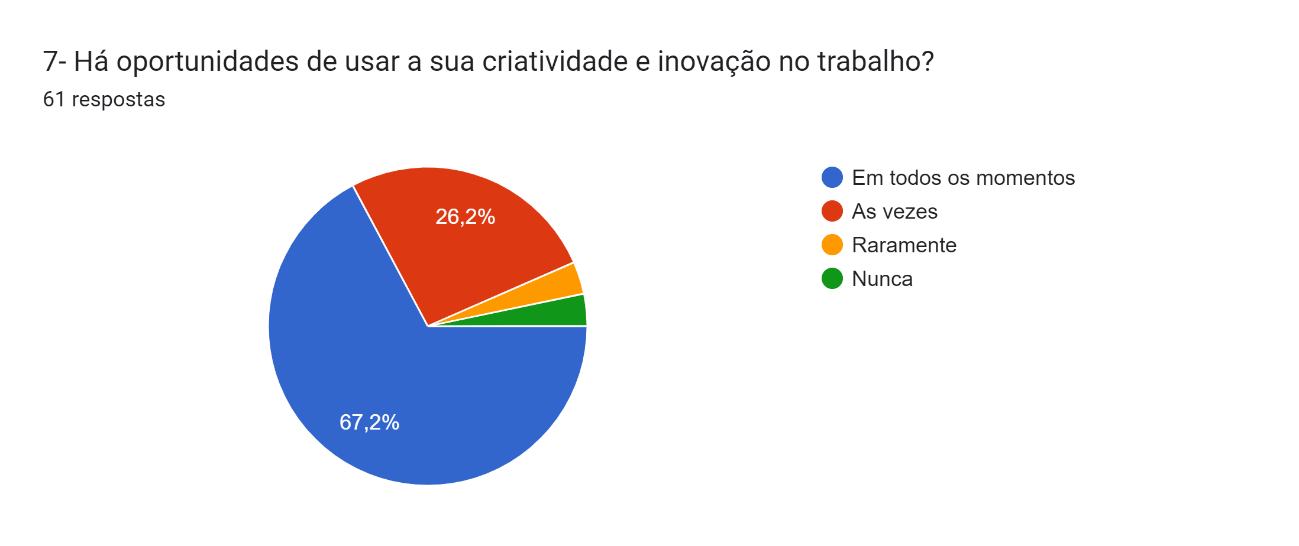 7- Há oportunidades de usar a sua criatividade e inovação no trabalho?
61 respostas
Em todos os momentos
As vezes
Raramente
Nunca
26,2%
67,2%